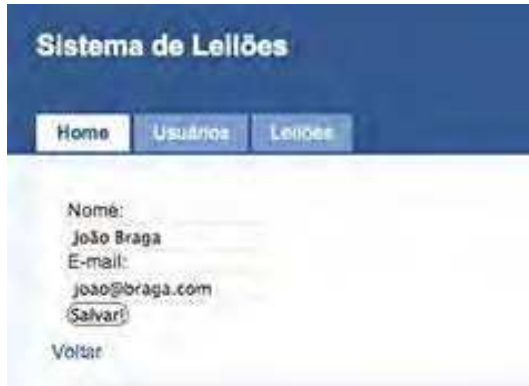 Sistema de Leilões
Home Usuários Leilões
Nome:
João Braga
E-mail:
joao@braga.com
Salvar!
Voltar